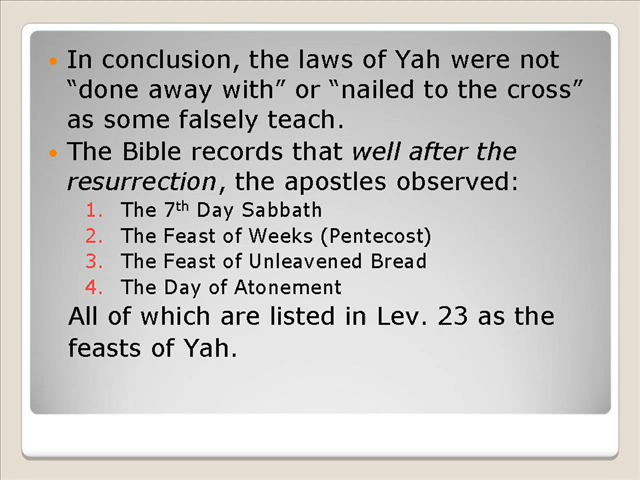 • In conclusion, the laws of Yah were not
“done away with” or “nailed to the cross”
as some falsely teach.
• The Bible records that well after the
resurrection, the apostles observed:
1. The 7th Day Sabbath
2. The Feast of Weeks (Pentecost)
3. The Feast of Unleavened Bread
4. The Day of Atonement
All of which are listed in Lev. 23 as the
feasts of Yah.